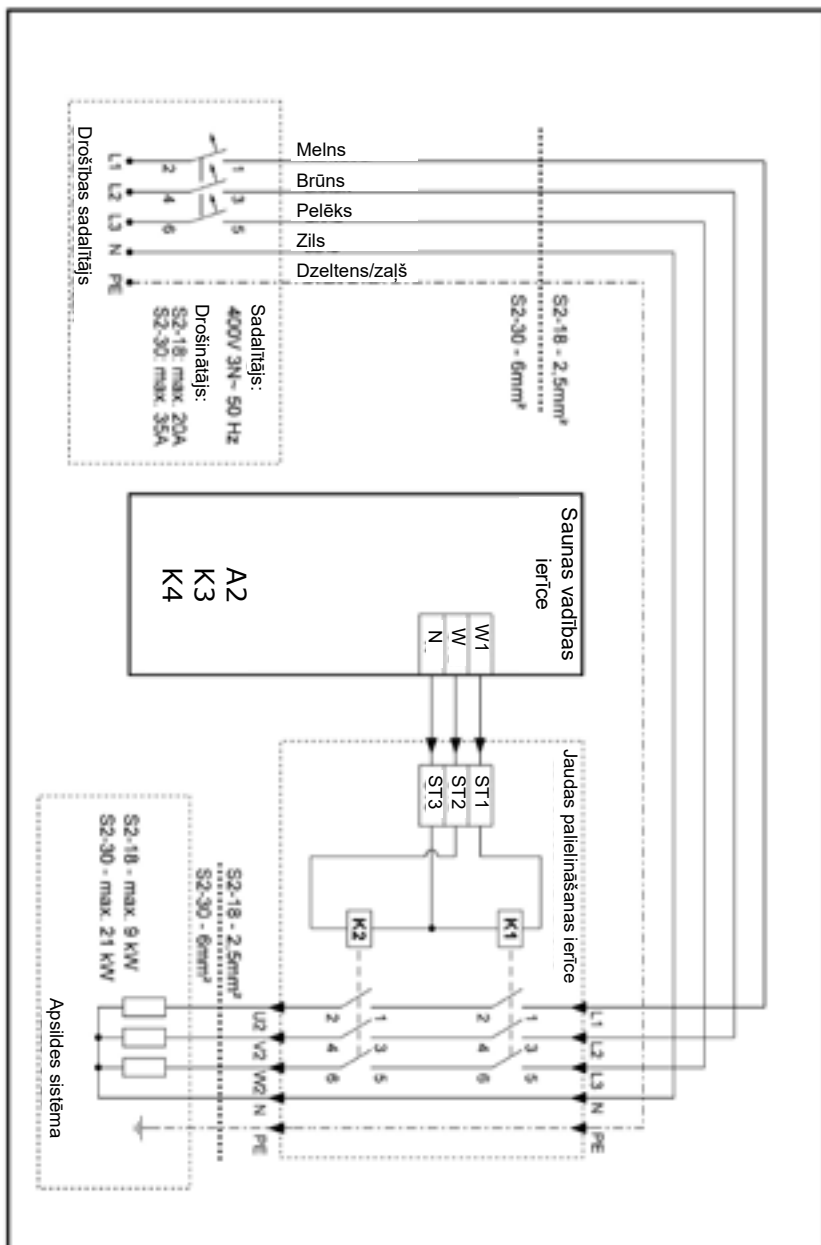 Melns
Brūns
Pelēks
Zils
Dzeltens/zaļš
Drošības sadalītājs
L1
2
1
L2
4
3
L3
6
5
N
PE
Sadalītājs:
400V 3N~ 50 Hz
Drošinātājs:
S2-18: max. 20A
S2-30: max. 35A
S2-18 - 2,5mm²
S2-30 - 6mm²
Saunas vadības
ierīce
A2
K3
K4
W1
W
N
Jaudas palielināšanas ierīce
ST1
ST2
ST3
K1
K2
L1
L2
L3
N
PE
1
3
5
2
4
6
1
3
5
2
4
6
U2
V2
W2
N
PE
S2-18 - 2,5mm²
S2-30 - 6mm²
S2-18 - max. 9 kW
S2-30 - max. 21 kW
Apsildes sistēma